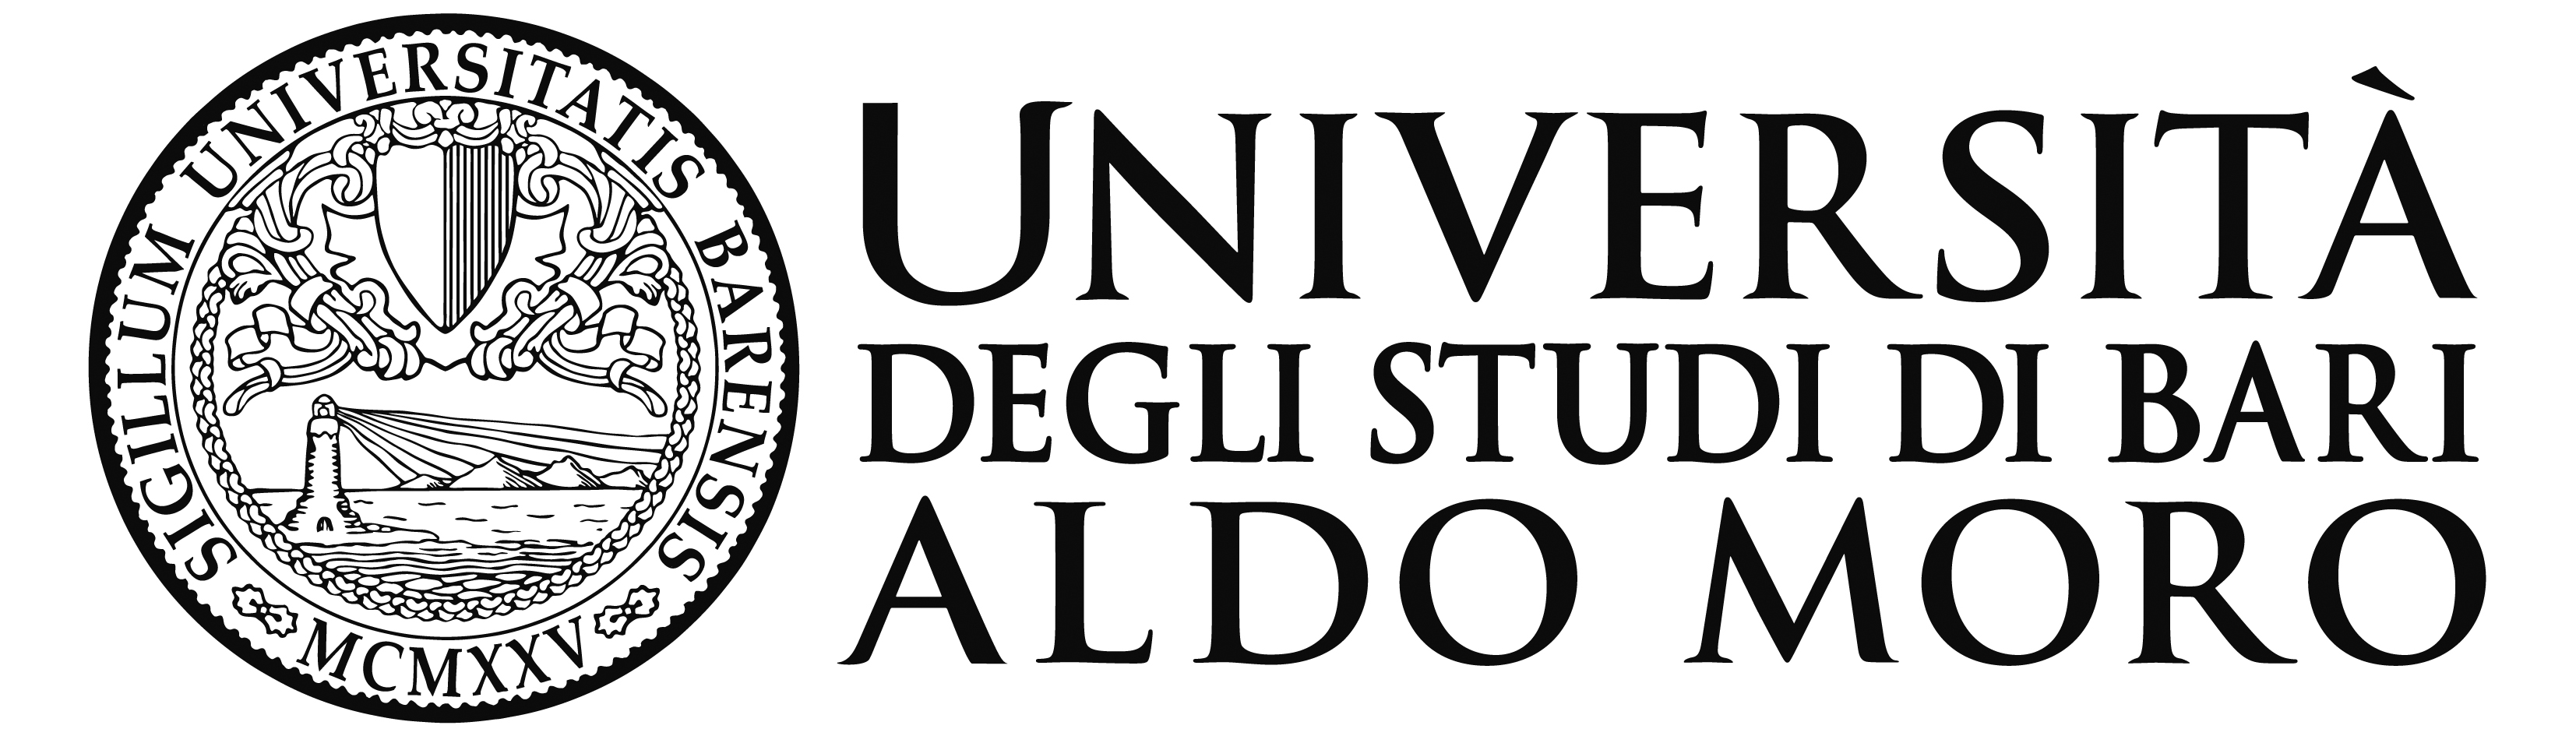 SIGILLUM UNIVERSITATIS BARENSIS
MCMXXV
UNIVERSITÀ
DEGLI STUDI DI BARI
ALDO MORO